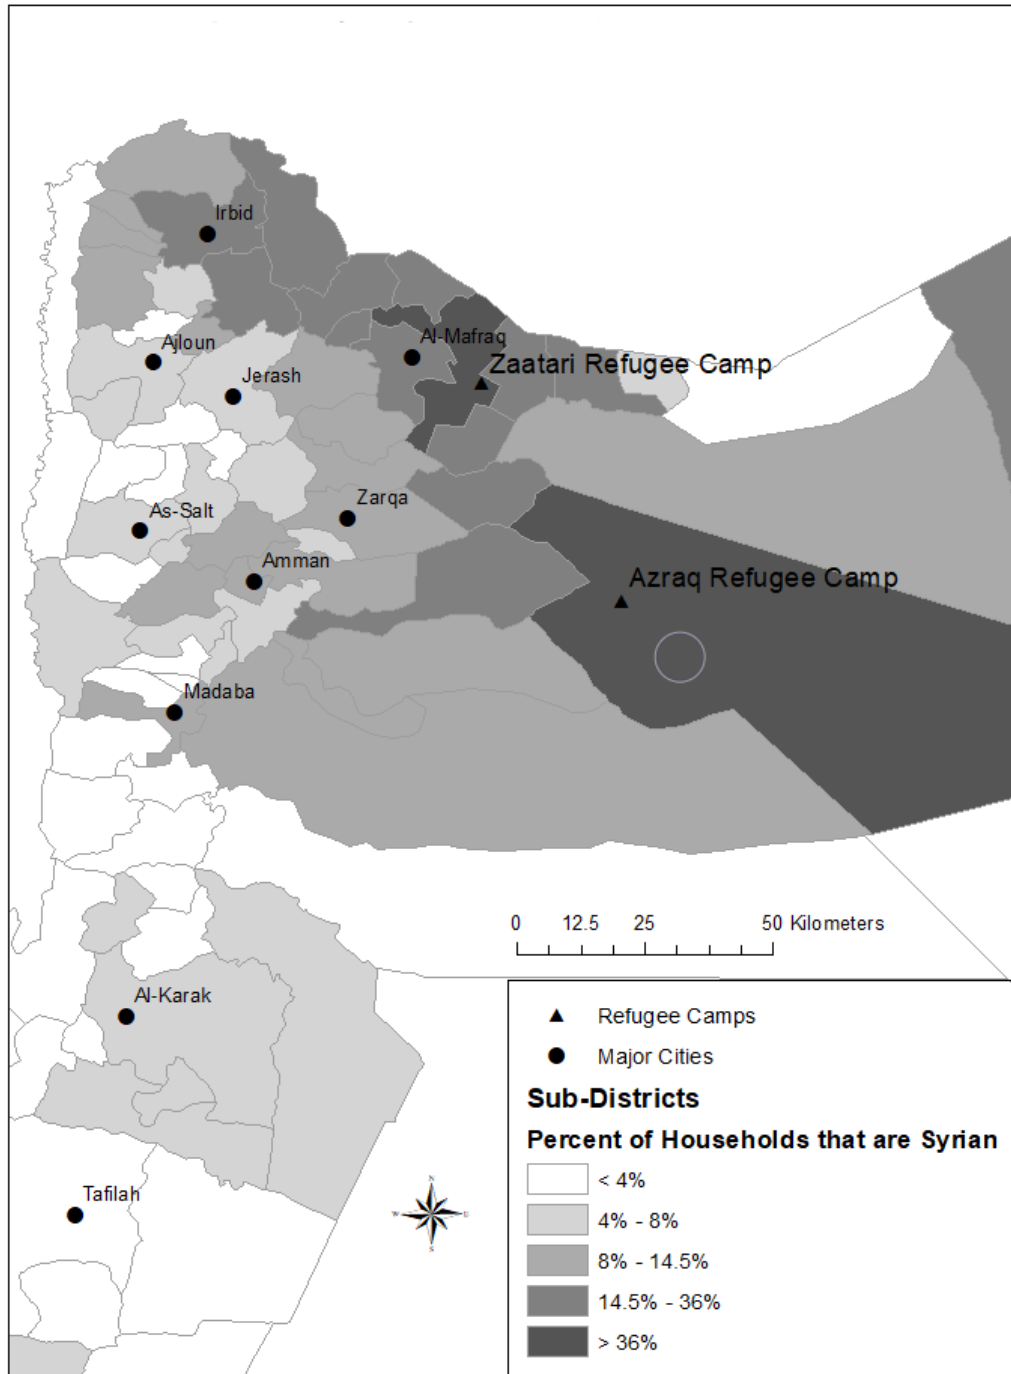 Irbid
Al-Mafraq
Ajloun
Zaatari Refugee Camp
Jerash
As-Salt
Zarqa
Amman
Azraq Refugee Camp
Madaba
0 12.5 25 50 Kilometers
Al-Karak
Refugee Camps
Major Cities
Sub-Districts
Percent of Households that are Syrian
< 4%
4% - 8%
8% - 14.5%
14.5% - 36%
> 36%
Tafilah
N
W E
S